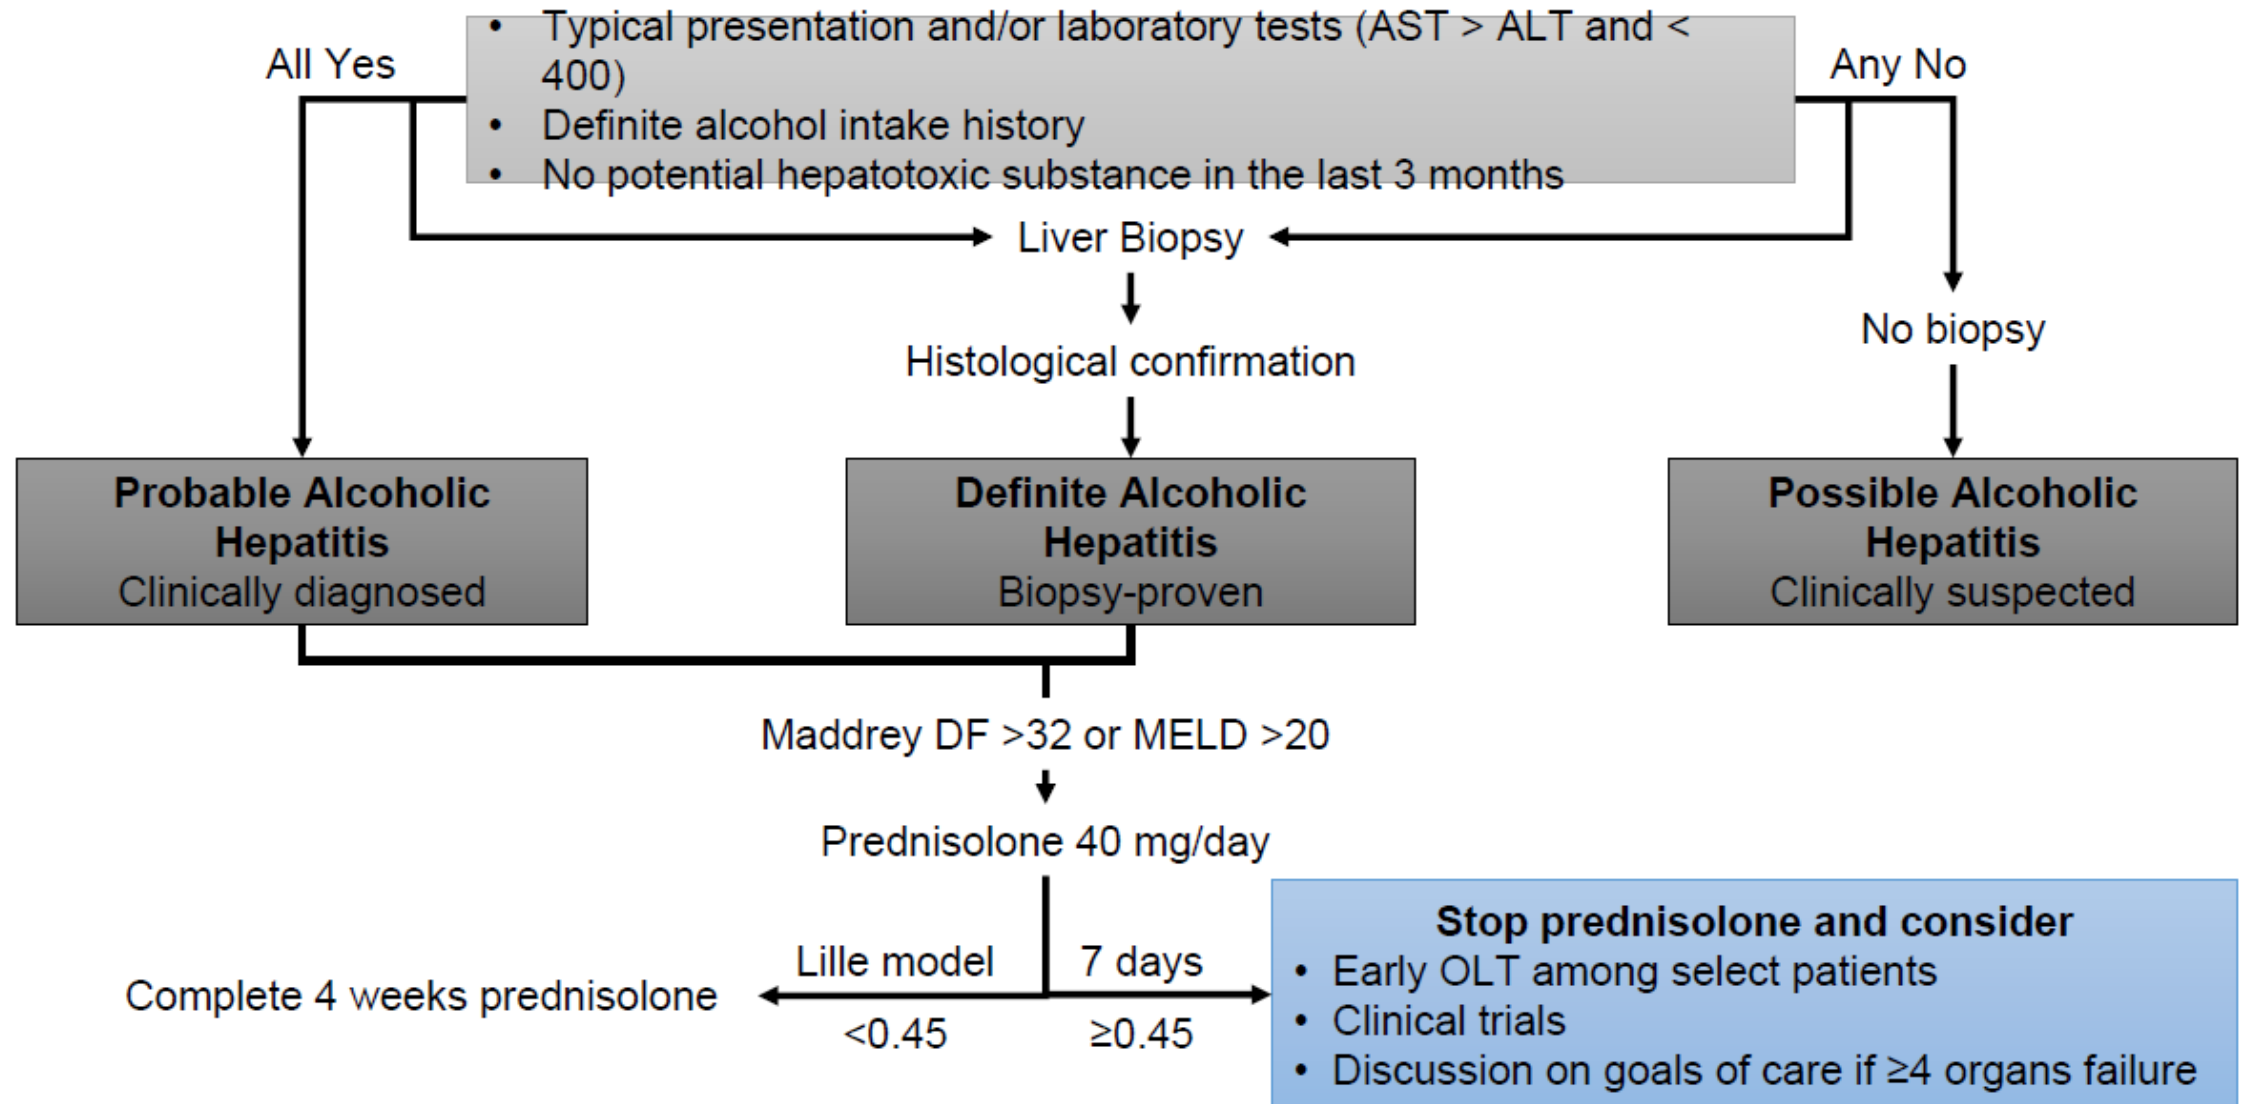 • Typical presentation and/or laboratory tests (AST > ALT and <
400)
• Definite alcohol intake history
• No potential hepatotoxic substance in the last 3 months
All Yes
Any No
Liver Biopsy
No biopsy
Histological confirmation
Probable Alcoholic
Hepatitis
Clinically diagnosed
Definite Alcoholic
Hepatitis
Biopsy-proven
Possible Alcoholic
Hepatitis
Clinically suspected
Maddrey DF >32 or MELD >20
Prednisolone 40 mg/day
Lille model
7 days
<0.45
≥0.45
Complete 4 weeks prednisolone
Stop prednisolone and consider
• Early OLT among select patients
• Clinical trials
• Discussion on goals of care if ≥4 organs failure